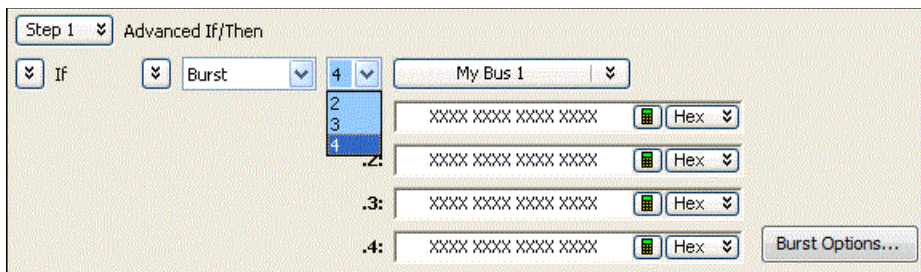 Step 1 Advanced If/Then
If Burst 4 My Bus 1
2
3
4
XXXX XXXX XXXX XXXX Hex
.2: XXXX XXXX XXXX XXXX Hex
.3: XXXX XXXX XXXX XXXX Hex
.4: XXXX XXXX XXXX XXXX Hex
Burst Options...